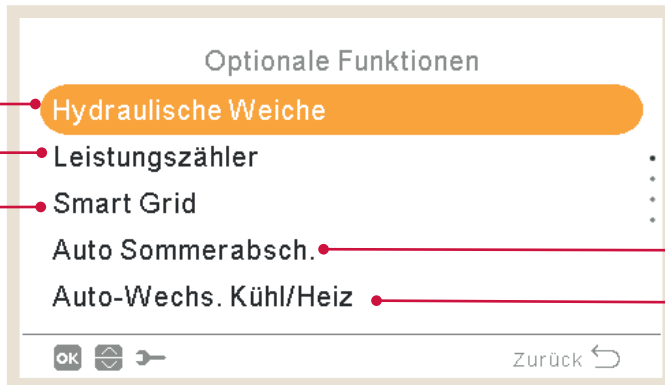 Optionale Funktionen
Hydraulische Weiche
Leistungszähler
Smart Grid
Auto Sommerabsch.
Auto-Wechs. Kühl/Heiz
OK
Zurück